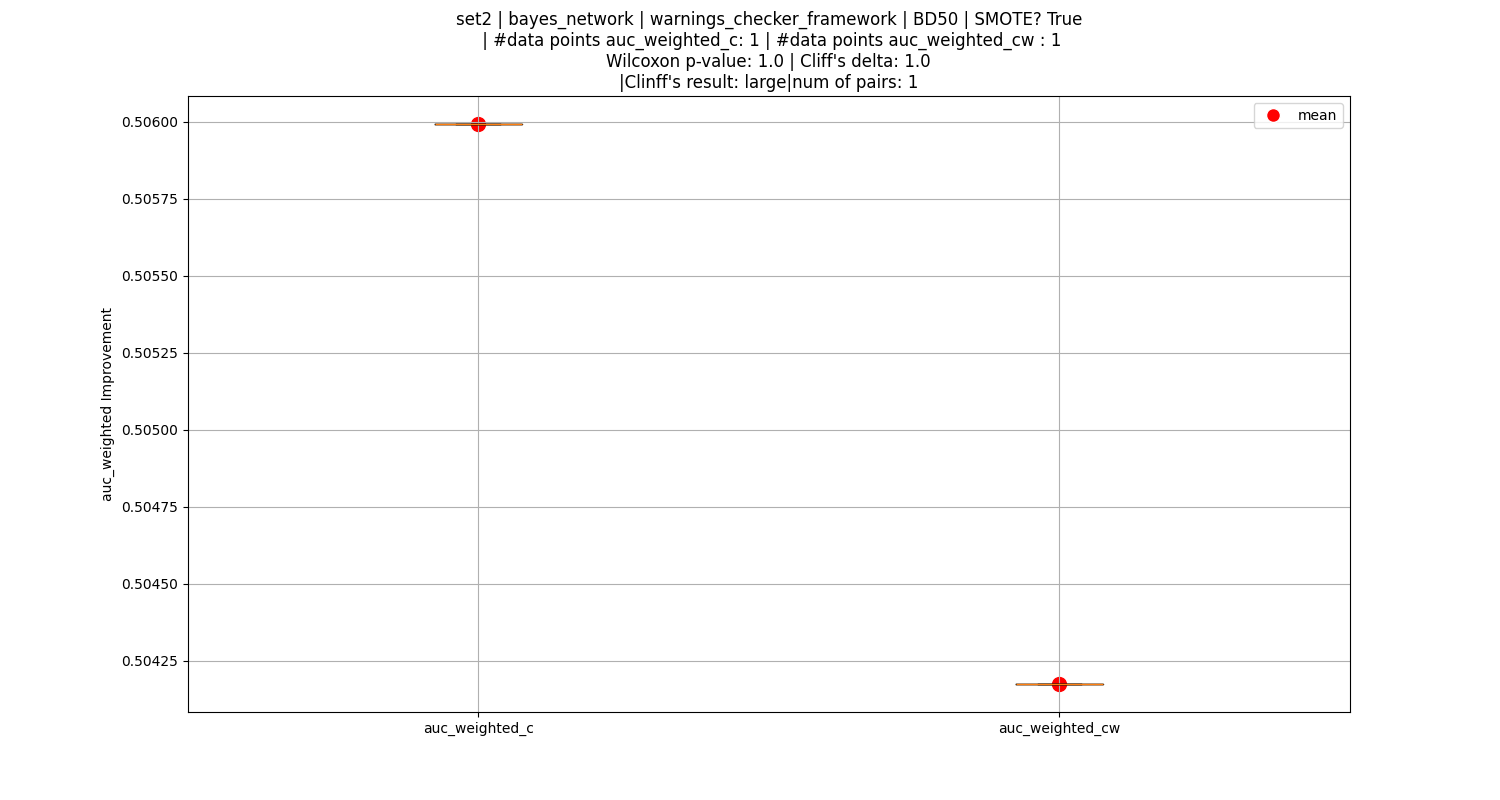 set2 | bayes_network | warnings_checker_framework | BD50 | SMOTE? True
| #data points auc_weighted_c: 1 | #data points auc_weighted_cw : 1
Wilcoxon p-value: 1.0 | Cliff's delta: 1.0
|Clinff's result: large|num of pairs: 1
mean
0.50600
0.50575
0.50550
0.50525
0.50500
0.50475
0.50450
0.50425
auc_weighted Improvement
auc_weighted_c
auc_weighted_cw